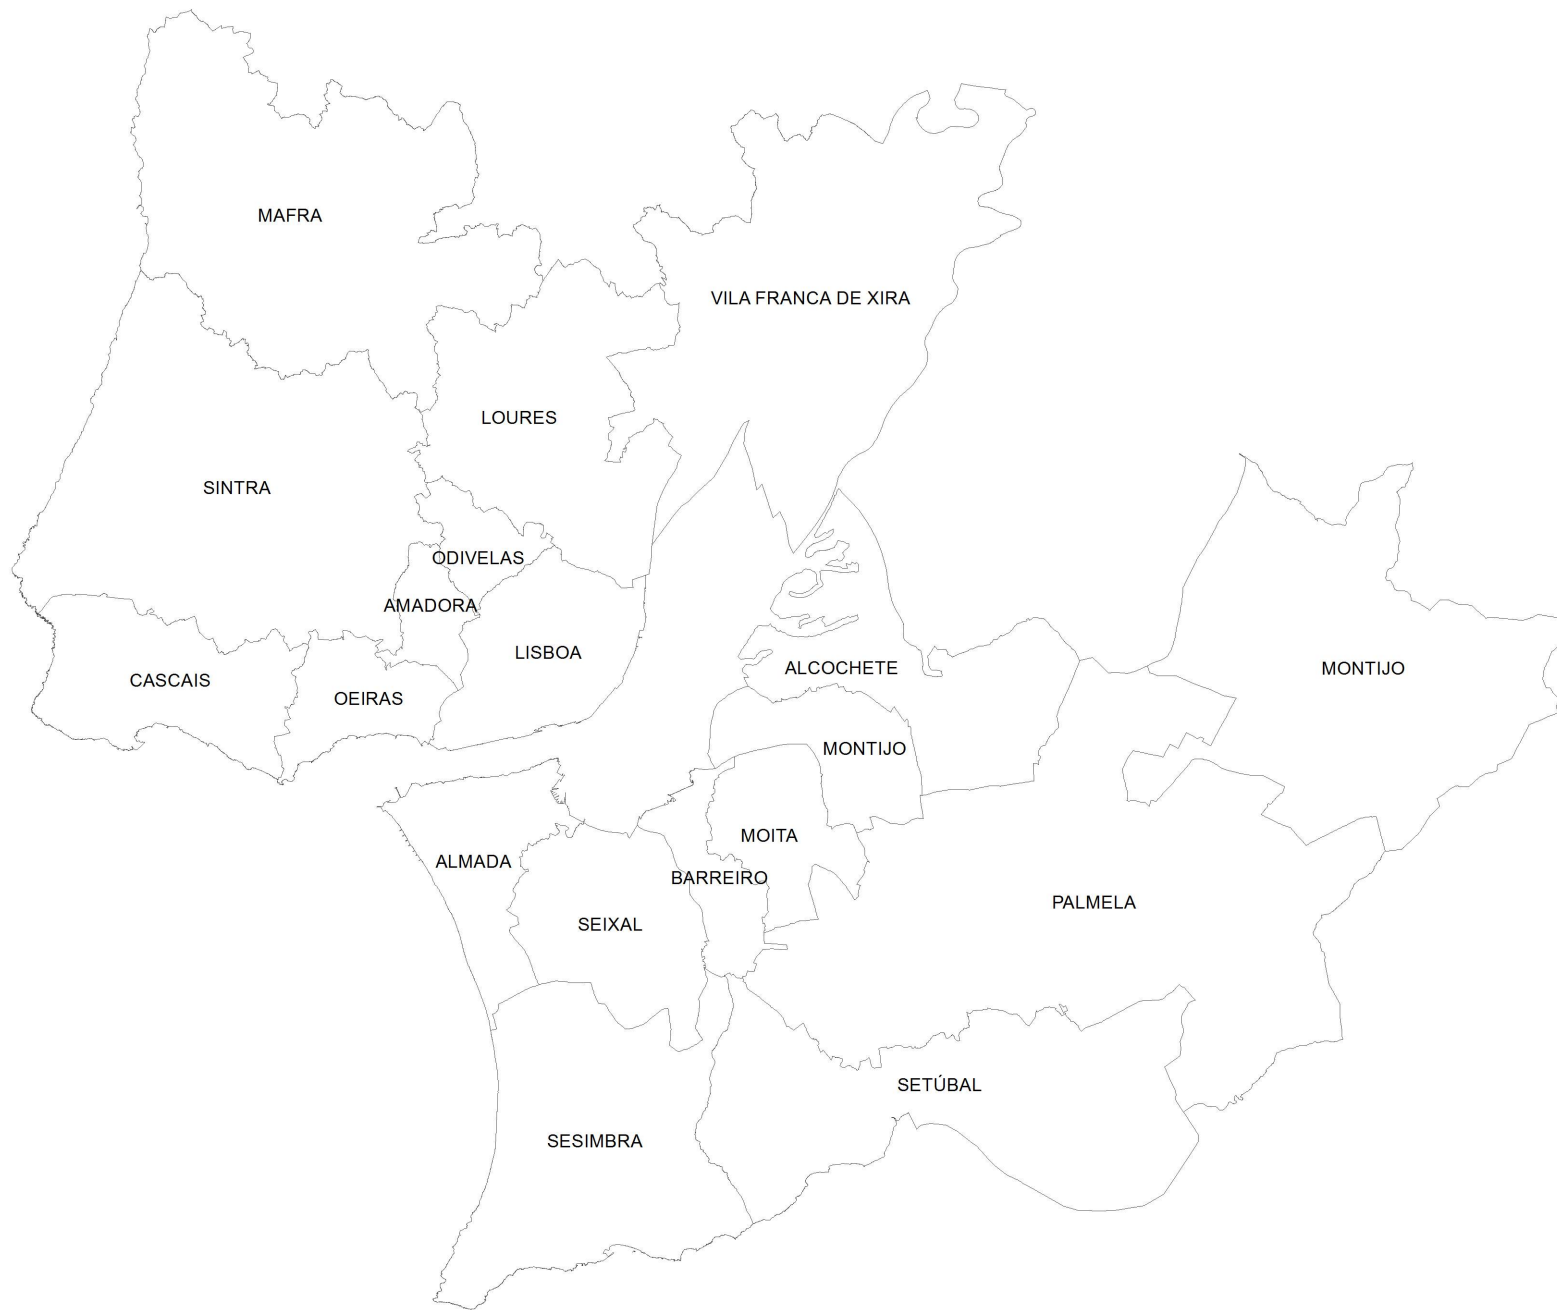 MAFRA
VILA FRANCA DE XIRA
LOURES
SINTRA
ODIVELAS
AMADORA
LISBOA
ALCOCHETE
MONTIJO
CASCAIS
OEIRAS
MONTIJO
MOITA
ALMADA
BARREIRO
PALMELA
SEIXAL
SETÚBAL
SESIMBRA